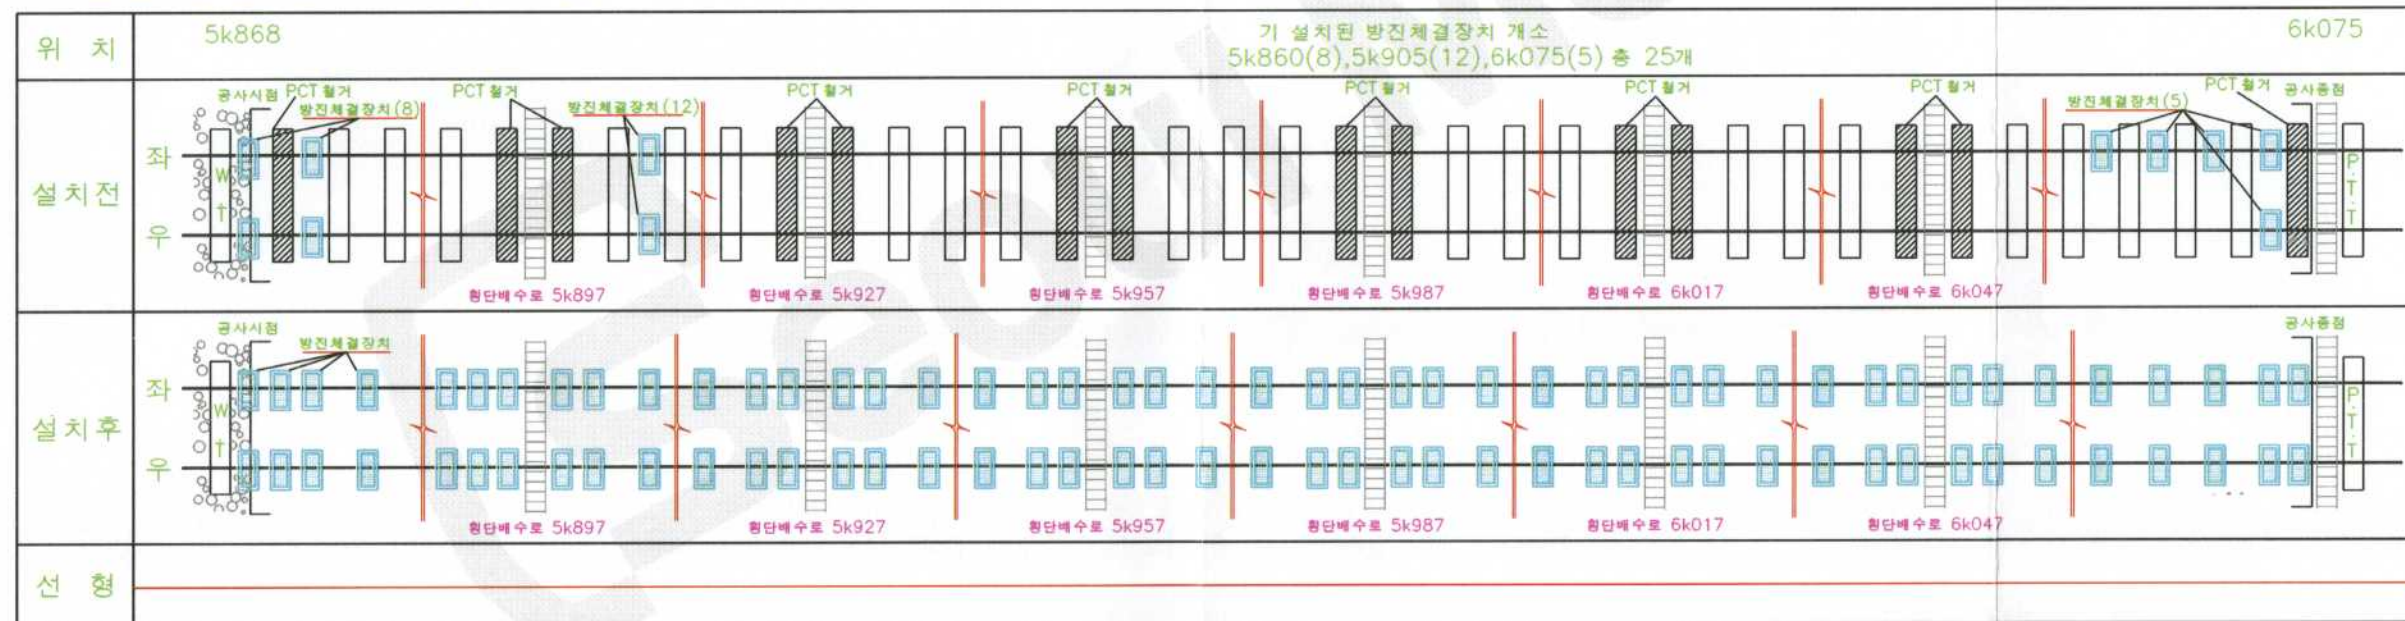 위 치
5k868
기 설치된 방진체결장치 개소
5k860(8),5k905(12),6k075(5) 총 25개
6k075
설치전
공사시점
PCT 철거
방진체결장치(8)
PCT 철거
방진체결장치(12)
PCT 철거
PCT 철거
PCT 철거
PCT 철거
PCT 철거
방진체결장치(5)
PCT 철거
공사종점
좌
우
W
t
P.T.T
횡단배수로 5k897
횡단배수로 5k927
횡단배수로 5k957
횡단배수로 5k987
횡단배수로 6k017
횡단배수로 6k047
설치후
공사시점
방진체결장치
공사종점
좌
우
W
t
P.T.T
횡단배수로 5k897
횡단배수로 5k927
횡단배수로 5k957
횡단배수로 5k987
횡단배수로 6k017
횡단배수로 6k047
선 형